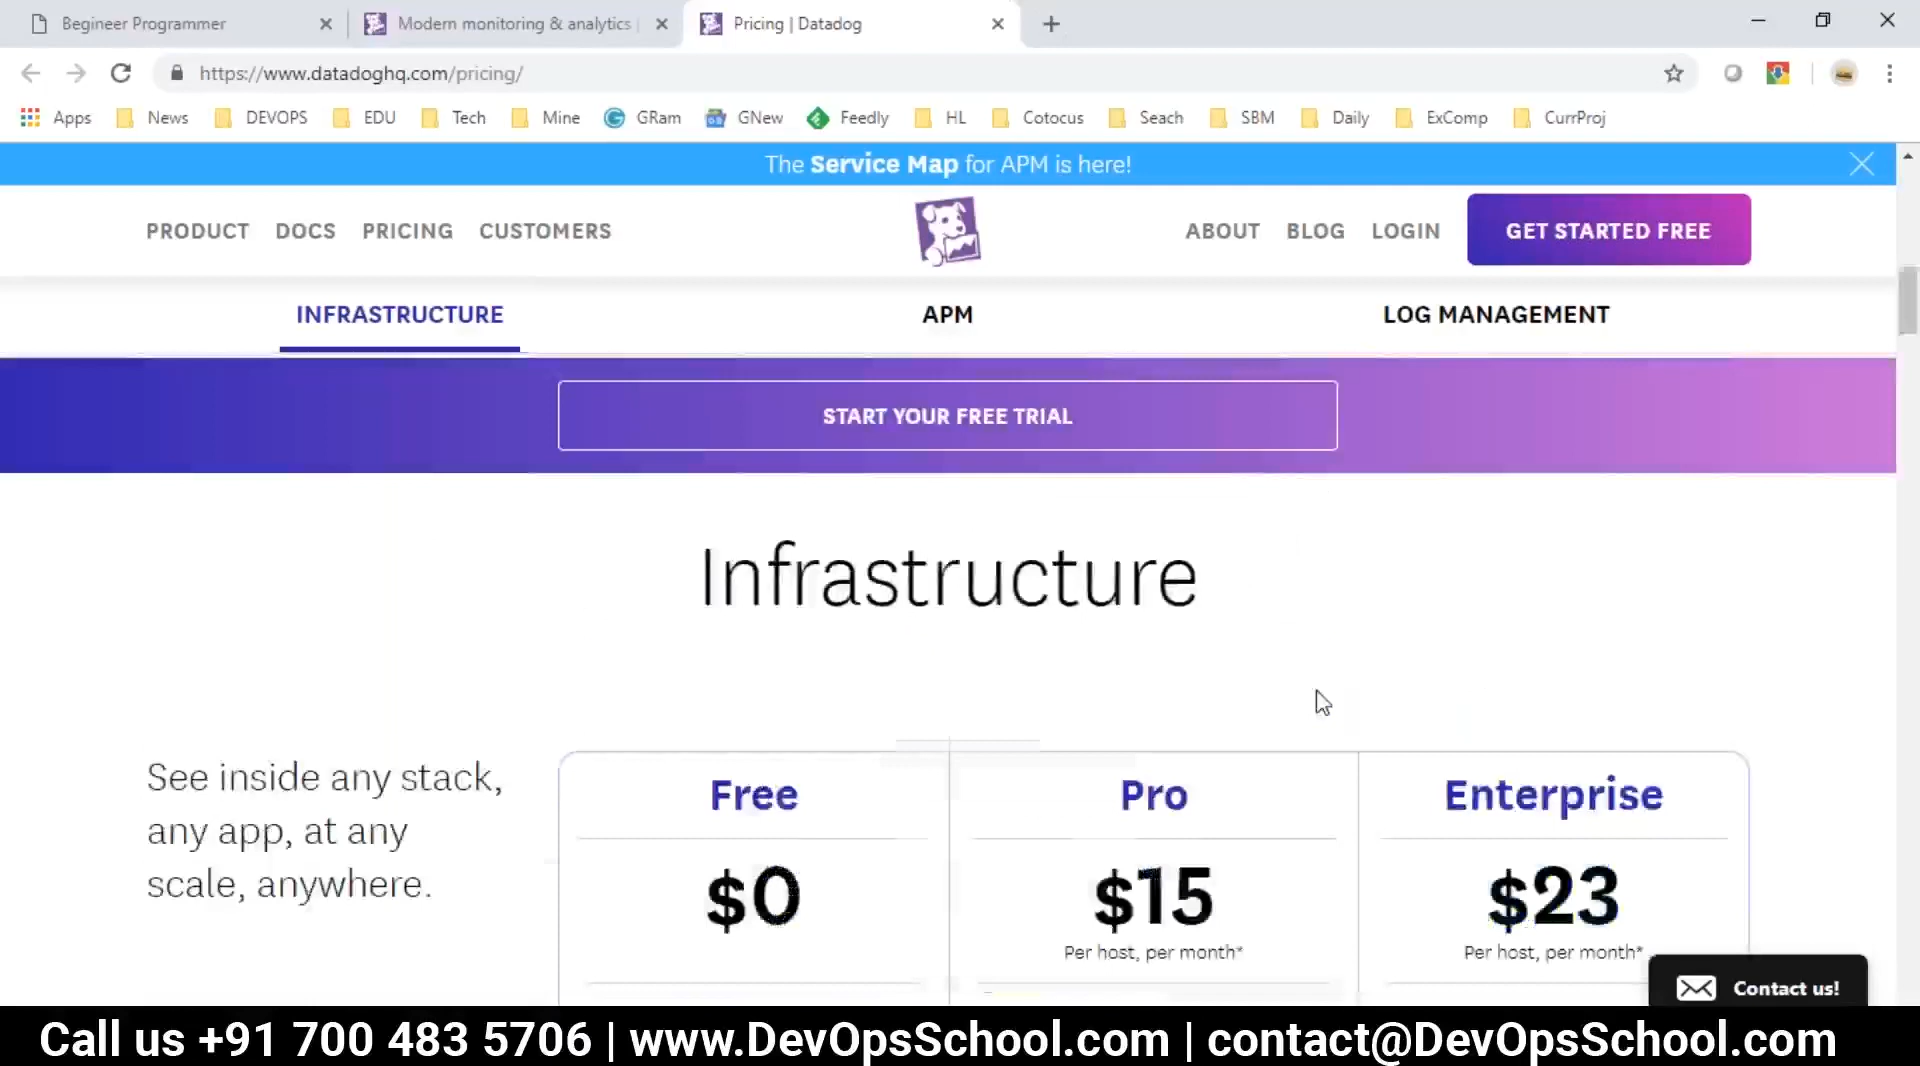 Begineer Programmer
Modern monitoring & analytics
Pricing | Datadog
https://www.datadoghq.com/pricing/
Apps
News
DEVOPS
EDU
Tech
Mine
GRam
GNew
Feedly
HL
Cotocus
Seach
SBM
Daily
ExComp
CurrProj
The Service Map for APM is here!
PRODUCT
DOCS
PRICING
CUSTOMERS
ABOUT
BLOG
LOGIN
GET STARTED FREE
INFRASTRUCTURE
APM
LOG MANAGEMENT
START YOUR FREE TRIAL
Infrastructure
See inside any stack,
any app, at any
scale, anywhere.
Free
$0
Pro
$15
Per host, per month*
Enterprise
$23
Per host, per month*
Contact us!
Call us +91 700 483 5706 | www.DevOpsSchool.com | contact@DevOpsSchool.com